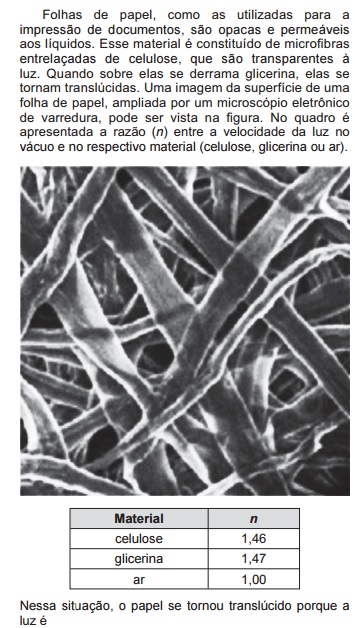 Folhas de papel, como as utilizadas para a
impressão de documentos, são opacas e permeáveis
aos líquidos. Esse material é constituído de microfibras
entrelaçadas de celulose, que são transparentes à
luz. Quando sobre elas se derrama glicerina, elas se
tornam translúcidas. Uma imagem da superfície de uma
folha de papel, ampliada por um microscópio eletrônico
de varredura, pode ser vista na figura. No quadro é
apresentada a razão (n) entre a velocidade da luz no
vácuo e no respectivo material (celulose, glicerina ou ar).
Material n
celulose 1,46
glicerina 1,47
ar 1,00
Nessa situação, o papel se tornou translúcido porque a
luz é